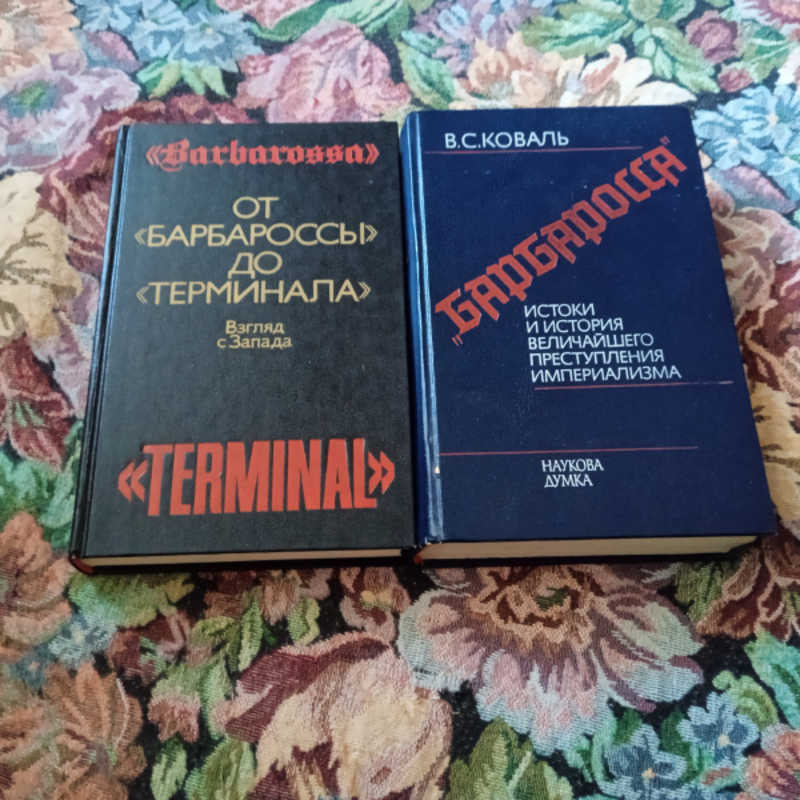 «Barbarossa»
ОТ
«БАРБАРОССЫ»
ДО
«ТЕРМИНАЛА»
Взгляд
с Запада
«TERMINAL»
В.С.КОВАЛЬ
„БАРБАРОССА“
ИСТОКИ
И ИСТОРИЯ
ВЕЛИЧАЙШЕГО
ПРЕСТУПЛЕНИЯ
ИМПЕРИАЛИЗМА
НАУКОВА
ДУМКА